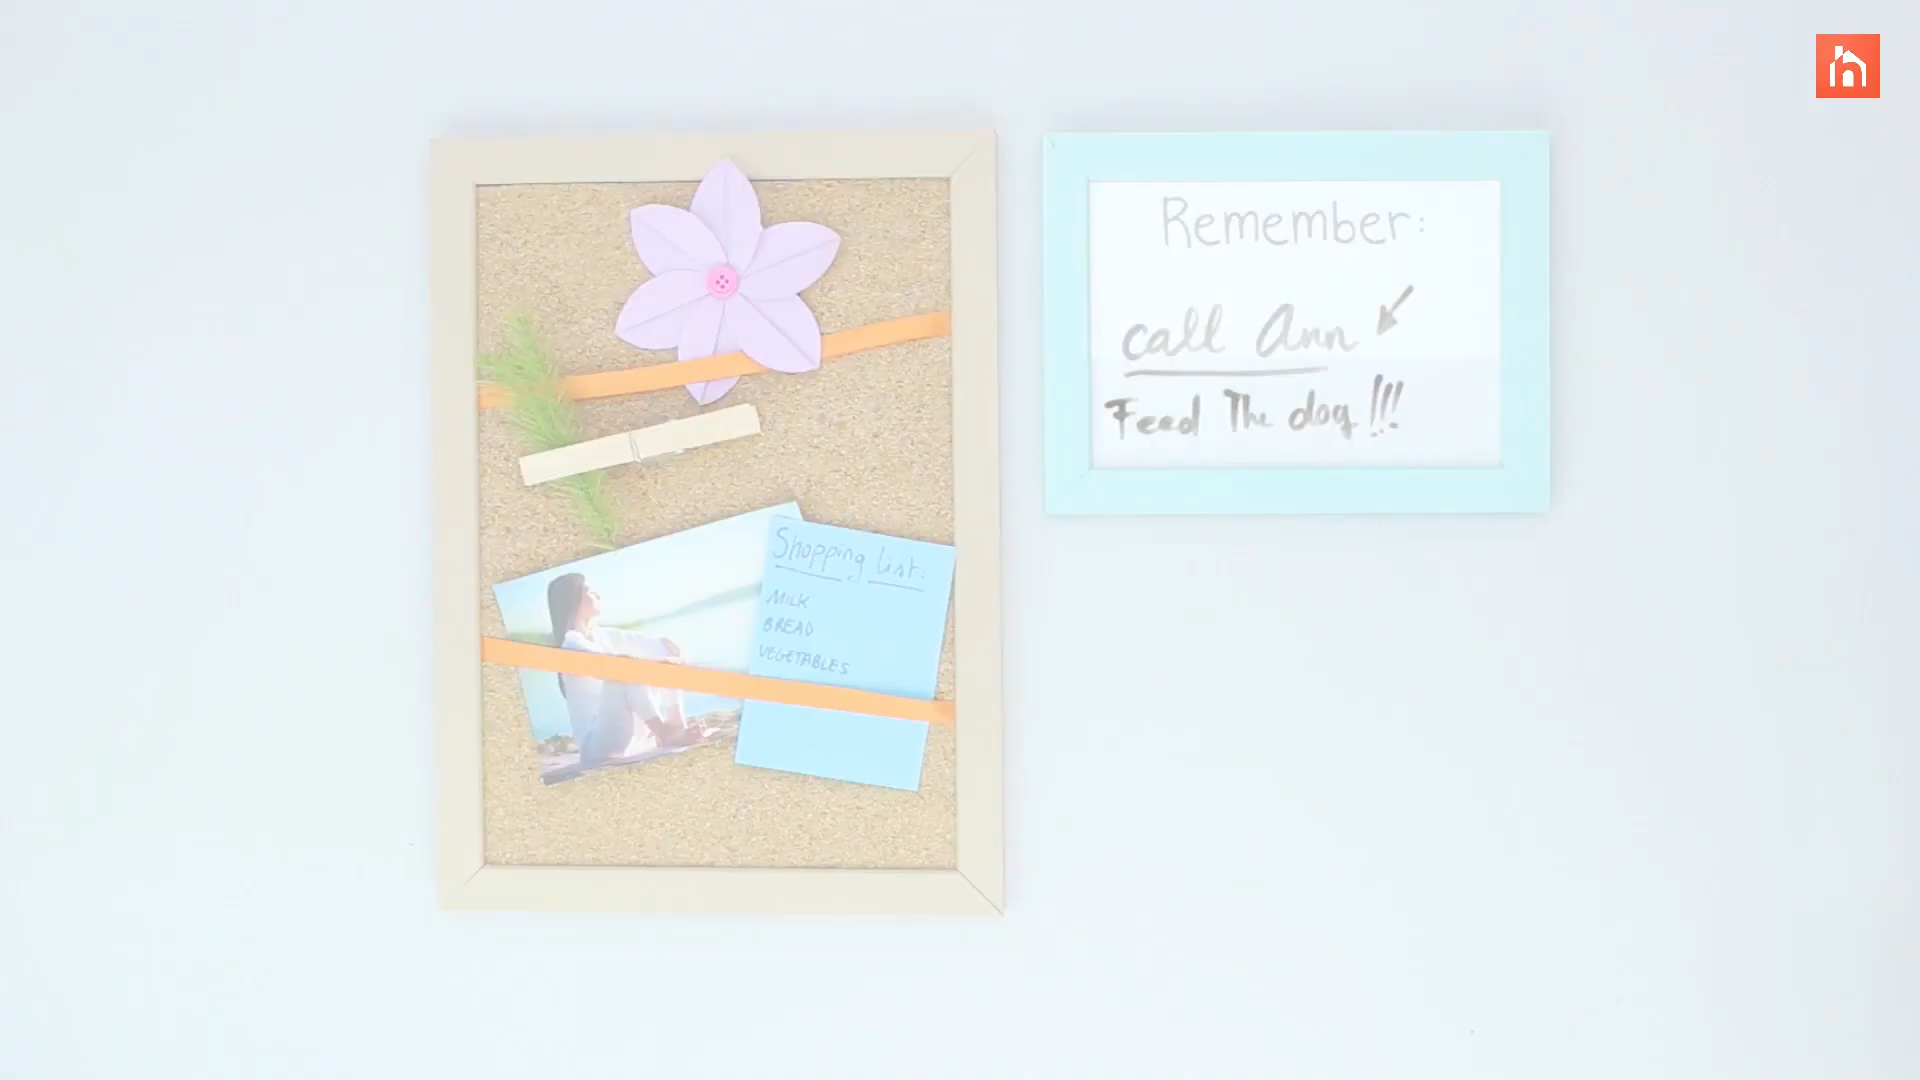 Remember:
call Ann
Feed The dog!!!
Shopping list:
MILK
BREAD
VEGETABLES